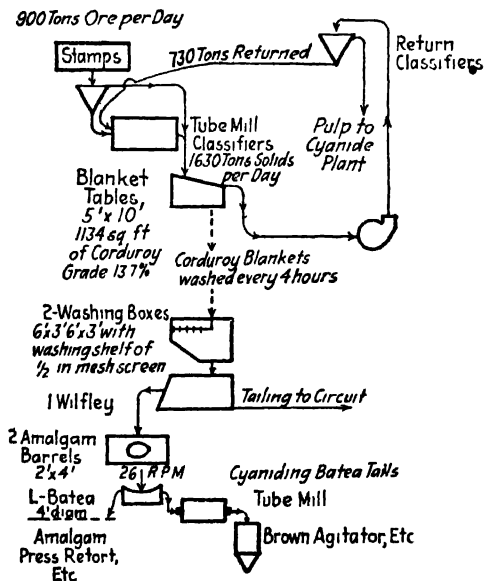 900 Tons Ore per Day
Stamps
730 Tons Returned
Return
Classifiers
Pulp to
Cyanide
Plant
Tube Mill
Classifiers
1630 Tons Solids
per Day
Blanket
Tables
5'x 10'
1134 sq ft
of Corduroy
Grade 137%
Corduroy Blankets
washed every 4 hours
2-Washing Boxes
6'x3'6"x3' with
washing shelf of
1/2 in mesh screen
1 Wilfley
Tailing to Circuit
2 Amalgam
Barrels
2'x4'
26 RPM
L-Batea
4'diam
Amalgam
Press Retort,
Etc
Cyaniding Batea Tails
Tube Mill
Brown Agitator, Etc